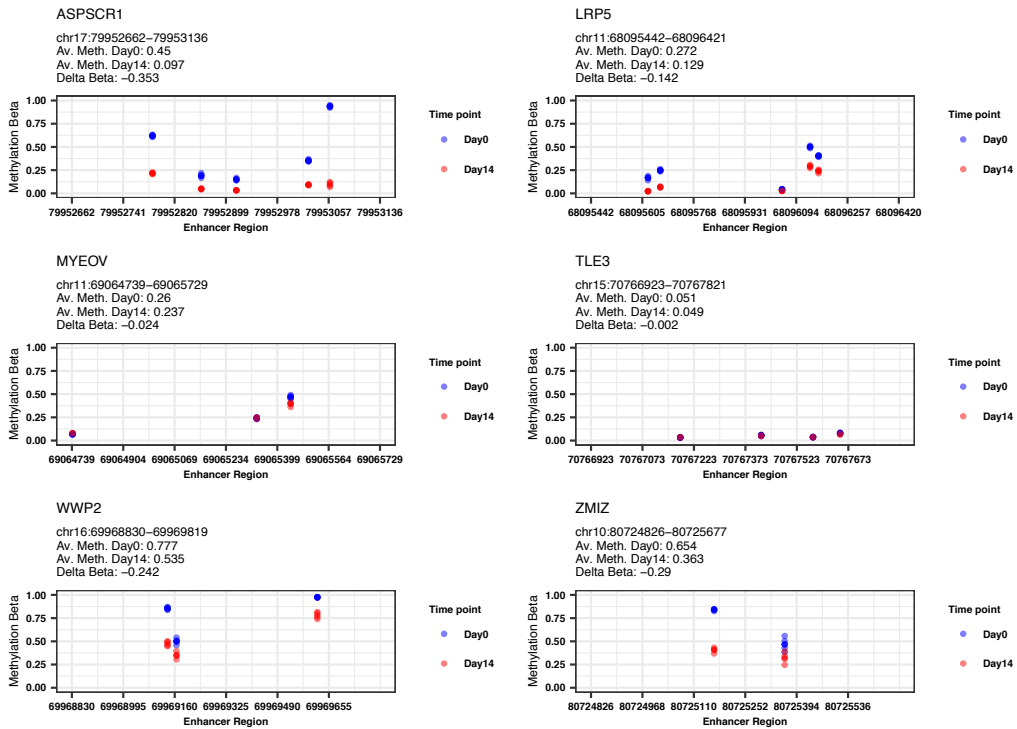 ASPSCR1
chr17:79952662−79953136
Av. Meth. Day0: 0.45
Av. Meth. Day14: 0.097
Delta Beta: −0.353
Methylation Beta
1.00
0.75
0.50
0.25
0.00
79952662 79952741 79952820 79952899 79952978 79953057 79953136
Enhancer Region
Time point
Day0
Day14
LRP5
chr11:68095442−68096421
Av. Meth. Day0: 0.272
Av. Meth. Day14: 0.129
Delta Beta: −0.142
Methylation Beta
1.00
0.75
0.50
0.25
0.00
68095442 68095605 68095768 68095931 68096094 68096257 68096420
Enhancer Region
Time point
Day0
Day14
MYEOV
chr11:69064739−69065729
Av. Meth. Day0: 0.26
Av. Meth. Day14: 0.237
Delta Beta: −0.024
Methylation Beta
1.00
0.75
0.50
0.25
0.00
69064739 69064904 69065069 69065234 69065399 69065564 69065729
Enhancer Region
Time point
Day0
Day14
TLE3
chr15:70766923−70767821
Av. Meth. Day0: 0.051
Av. Meth. Day14: 0.049
Delta Beta: −0.002
Methylation Beta
1.00
0.75
0.50
0.25
0.00
70766923 70767073 70767223 70767373 70767523 70767673
Enhancer Region
Time point
Day0
Day14
WWP2
chr16:69968830−69969819
Av. Meth. Day0: 0.777
Av. Meth. Day14: 0.535
Delta Beta: −0.242
Methylation Beta
1.00
0.75
0.50
0.25
0.00
69968830 69968995 69969160 69969325 69969490 69969655
Enhancer Region
Time point
Day0
Day14
ZMIZ
chr10:80724826−80725677
Av. Meth. Day0: 0.654
Av. Meth. Day14: 0.363
Delta Beta: −0.29
Methylation Beta
1.00
0.75
0.50
0.25
0.00
80724826 80724968 80725110 80725252 80725394 80725536
Enhancer Region
Time point
Day0
Day14